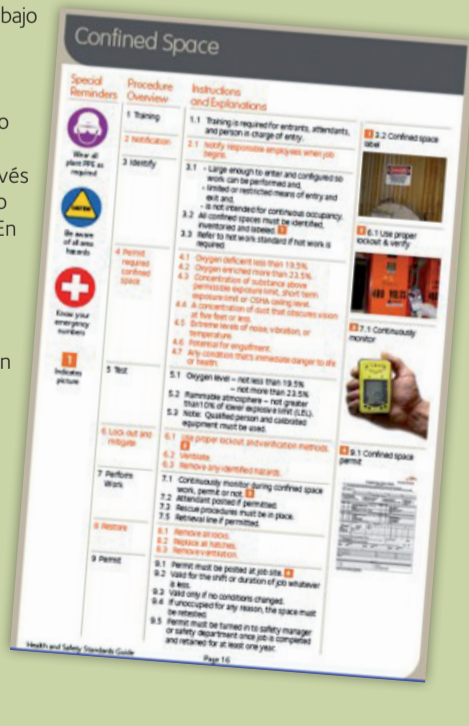 bajo
o
vés
o
En
n
Confined Space
Special
Reminders
Wear all
plant PPE as
required
Be aware
of all area
hazards
Know your
emergency
numbers
1
Indicates
picture
Procedure
Overview
Instructions
and Explanations
1 Training
1.1 Training is required for entrants, attendants,
and person in charge of entry.
2 Notification
2.1 Notify responsible employees when job
begins.
3 Identify
3.1 - Large enough to enter and configured so
work can be performed and,
- limited or restricted means of entry and
exit and,
- is not intended for continuous occupancy.
3.2 All confined spaces must be identified,
inventoried and labeled. 1
3.3 Refer to hot work standard if hot work is
required.
4 Permit
required
confined
space
4.1 Oxygen deficient less than 19.5%
4.2 Oxygen enriched more than 23.5%
4.3 Concentration of substance above
permissible exposure limit, short term
exposure limit or OSHA ceiling level.
4.4 A concentration of dust that obscures vision
at five feet or less.
4.5 Extreme levels of noise, vibration, or
temperature.
4.6 Potential for engulfment.
4.7 Any condition that's immediate danger to life
or health.
5 Test
5.1 Oxygen level – not less than 19.5%
- not more than 23.5%
5.2 Flammable atmosphere – not greater
than 10% of lower explosive limit (LEL).
5.3 Note: Qualified person and calibrated
equipment must be used.
6 Lock out and
mitigate
6.1 Use proper lockout and verification methods.
6.2 Ventilate.
6.3 Remove any identified hazards.
7 Perform
Work
7.1 Continuously monitor during confined space
work, permit or not.
7.2 Attendant posted if permitted.
7.3 Rescue procedures must be in place.
7.5 Retrieval line if permitted.
8 Restore
8.1 Remove all locks.
8.2 Replace all hatches.
8.3 Remove ventilation.
9 Permit
9.1 Permit must be posted at job site.
9.2 Valid for the shift or duration of job whatever
is less.
9.3 Valid only if no conditions changed.
9.4 If unoccupied for any reason, the space must
be retested.
9.5 Permit must be turned in to safety manager
or safety department once job is completed
and retained for at least one year.
1 3.2 Confined space
label
6.1 Use proper
lockout & verify
7.1 Continuously
monitor
4 9.1 Confined space
permit
Health and Safety Standards Guide
Page 16